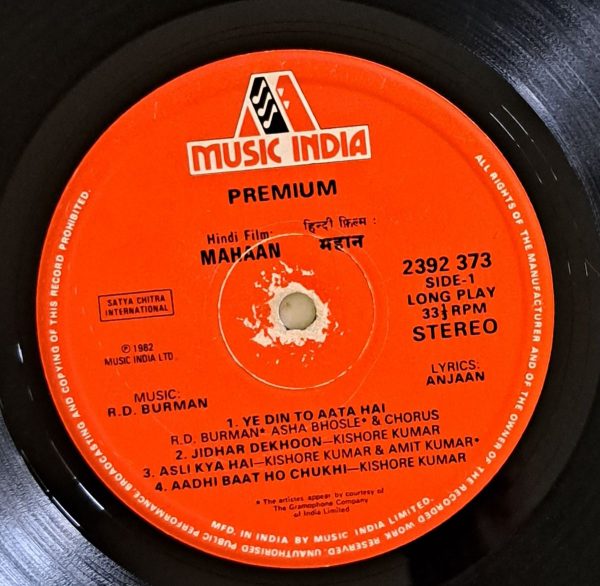 MUSIC INDIA
PREMIUM
Hindi Film: हिन्दी फ़िल्म :
MAHAAN महान
2392 373
SIDE-1
LONG PLAY
33⅓ RPM
STEREO
SATYA CHITRA
INTERNATIONAL
℗ 1982
MUSIC INDIA LTD.
MUSIC:
R.D. BURMAN
LYRICS:
ANJAAN
1. YE DIN TO AATA HAI
R.D. BURMAN* ASHA BHOSLE* & CHORUS
2. JIDHAR DEKHOON—KISHORE KUMAR
3. ASLI KYA HAI—KISHORE KUMAR & AMIT KUMAR*
4. AADHI BAAT HO CHUKHI—KISHORE KUMAR
* The artistes appear by courtesy of
The Gramophone Company
of India Limited
MFD. IN INDIA BY MUSIC INDIA LIMITED.
ALL RIGHTS OF THE MANUFACTURER AND OF THE OWNER OF THE RECORDED WORK RESERVED. UNAUTHORISED PUBLIC PERFORMANCE BROADCASTING AND COPYING OF THIS RECORD PROHIBITED.